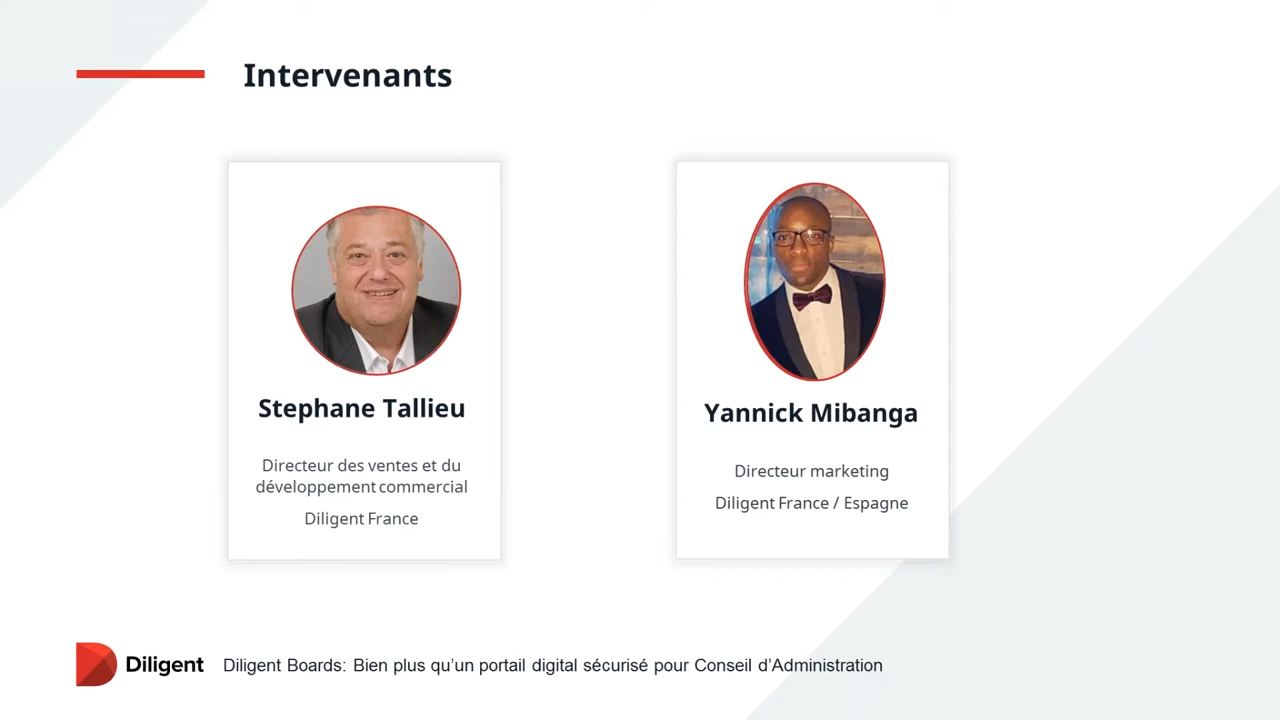 Intervenants
Stephane Tallieu
Directeur des ventes et du
développement commercial
Diligent France
Yannick Mibanga
Directeur marketing
Diligent France / Espagne
Diligent
Diligent Boards: Bien plus qu’un portail digital sécurisé pour Conseil d’Administration